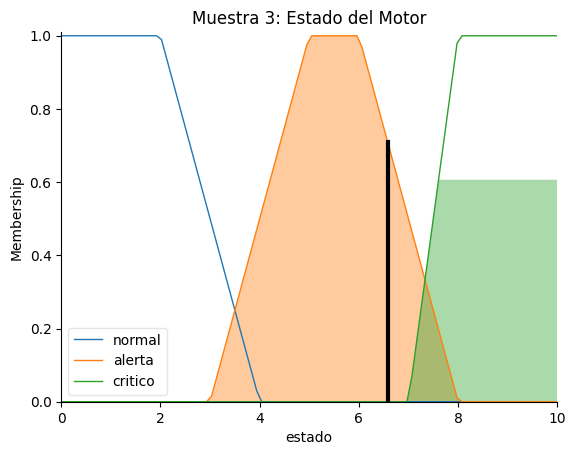 Muestra 3: Estado del Motor
Membership
1.0
0.8
0.6
0.4
0.2
0.0
normal
alerta
critico
0 2 4 6 8 10
estado